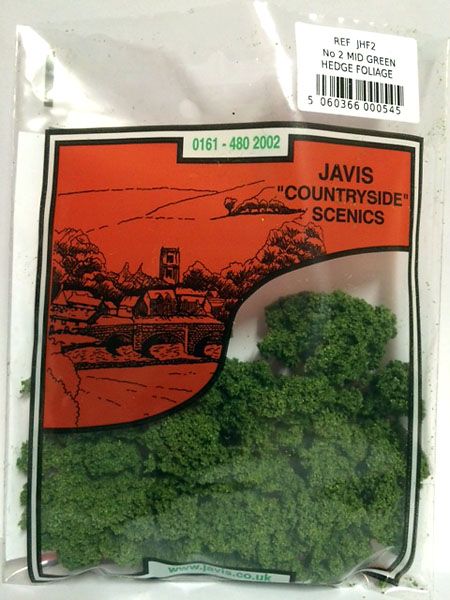 REF JHF2
No 2 MID GREEN
HEDGE FOLIAGE
5 060366 000545
0161 - 480 2002
JAVIS
"COUNTRYSIDE"
SCENICS
www.javis.co.uk